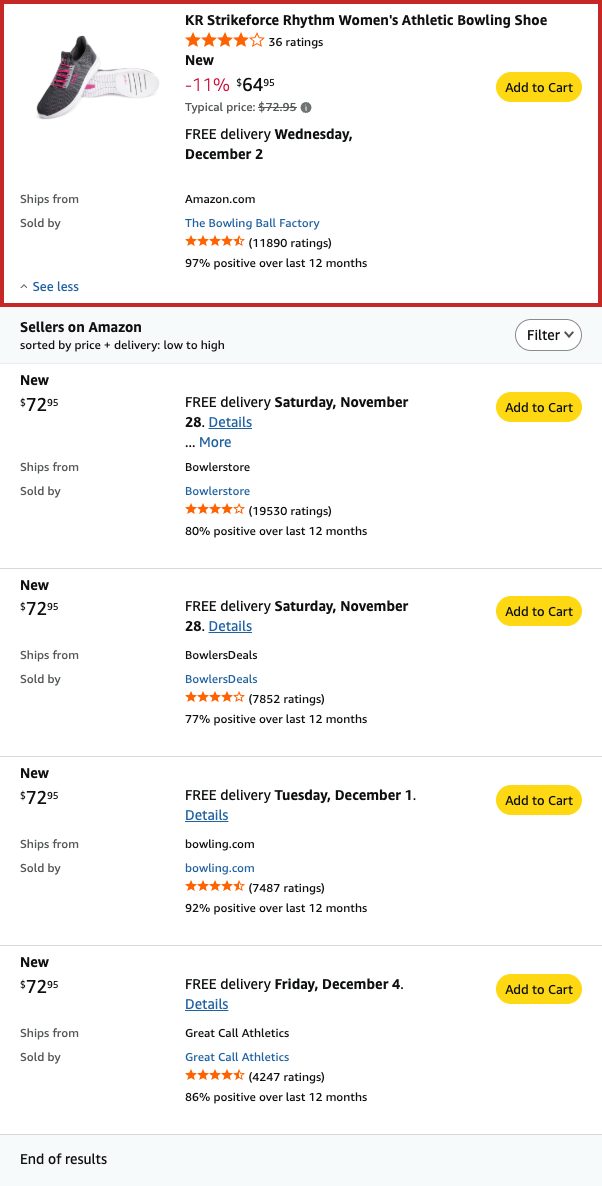 KR Strikeforce Rhythm Women's Athletic Bowling Shoe
36 ratings
New
-11% $64.95
Typical price: $72.95
FREE delivery Wednesday,
December 2
Add to Cart
Ships from Amazon.com
Sold by The Bowling Ball Factory
(11890 ratings)
97% positive over last 12 months
See less
Sellers on Amazon
sorted by price + delivery: low to high
Filter
New
$72.95
FREE delivery Saturday, November
28. Details
... More
Add to Cart
Ships from Bowlerstore
Sold by Bowlerstore
(19530 ratings)
80% positive over last 12 months
New
$72.95
FREE delivery Saturday, November
28. Details
Add to Cart
Ships from BowlersDeals
Sold by BowlersDeals
(7852 ratings)
77% positive over last 12 months
New
$72.95
FREE delivery Tuesday, December 1.
Details
Add to Cart
Ships from bowling.com
Sold by bowling.com
(7487 ratings)
92% positive over last 12 months
New
$72.95
FREE delivery Friday, December 4.
Details
Add to Cart
Ships from Great Call Athletics
Sold by Great Call Athletics
(4247 ratings)
86% positive over last 12 months
End of results